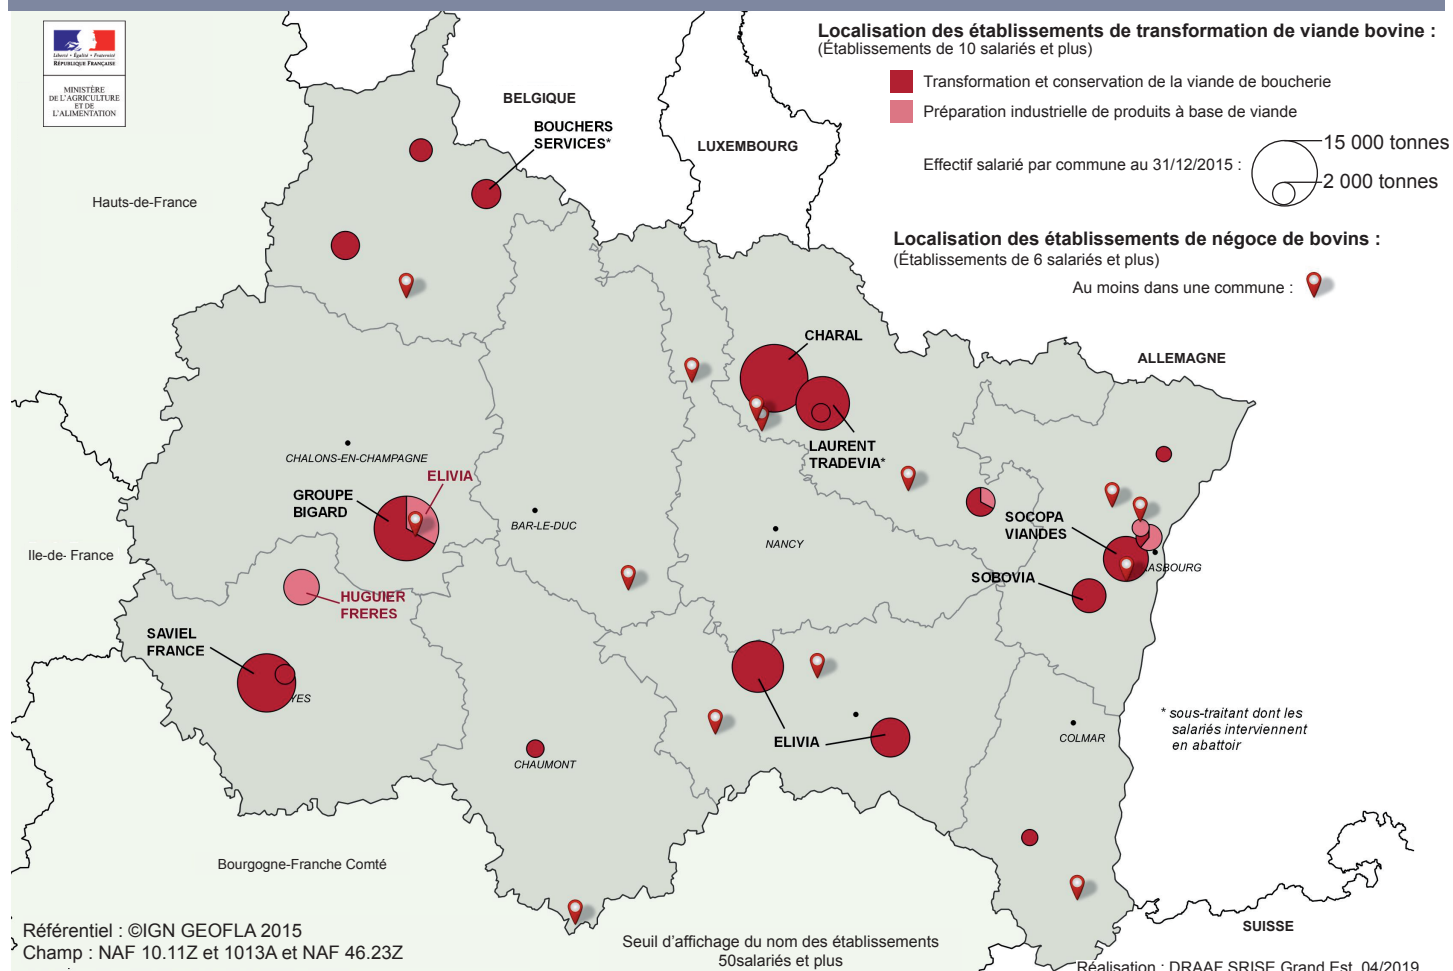 Liberté • Égalité • Fraternité
RÉPUBLIQUE FRANÇAISE
MINISTÈRE
DE L'AGRICULTURE
ET DE
L'ALIMENTATION
Localisation des établissements de transformation de viande bovine :
(Établissements de 10 salariés et plus)
Transformation et conservation de la viande de boucherie
Préparation industrielle de produits à base de viande
Effectif salarié par commune au 31/12/2015 :
15 000 tonnes
2 000 tonnes
Localisation des établissements de négoce de bovins :
(Établissements de 6 salariés et plus)
Au moins dans une commune :
BELGIQUE
BOUCHERS
SERVICES*
LUXEMBOURG
Hauts-de-France
CHARAL
ALLEMAGNE
LAURENT
TRADEVIA*
CHALONS-EN-CHAMPAGNE
ELIVIA
GROUPE
BIGARD
BAR-LE-DUC
NANCY
SOCOPA
VIANDES
ASBOURG
SOBOVIA
Ile-de- France
HUGUIER
FRERES
SAVIEL
FRANCE
YES
ELIVIA
CHAUMONT
COLMAR
* sous-traitant dont les
salariés interviennent
en abattoir
Bourgogne-Franche Comté
SUISSE
Référentiel : ©IGN GEOFLA 2015
Champ : NAF 10.11Z et 1013A et NAF 46.23Z
Seuil d'affichage du nom des établissements
50salariés et plus
Réalisation : DRAAF SRISE Grand Est 04/2019